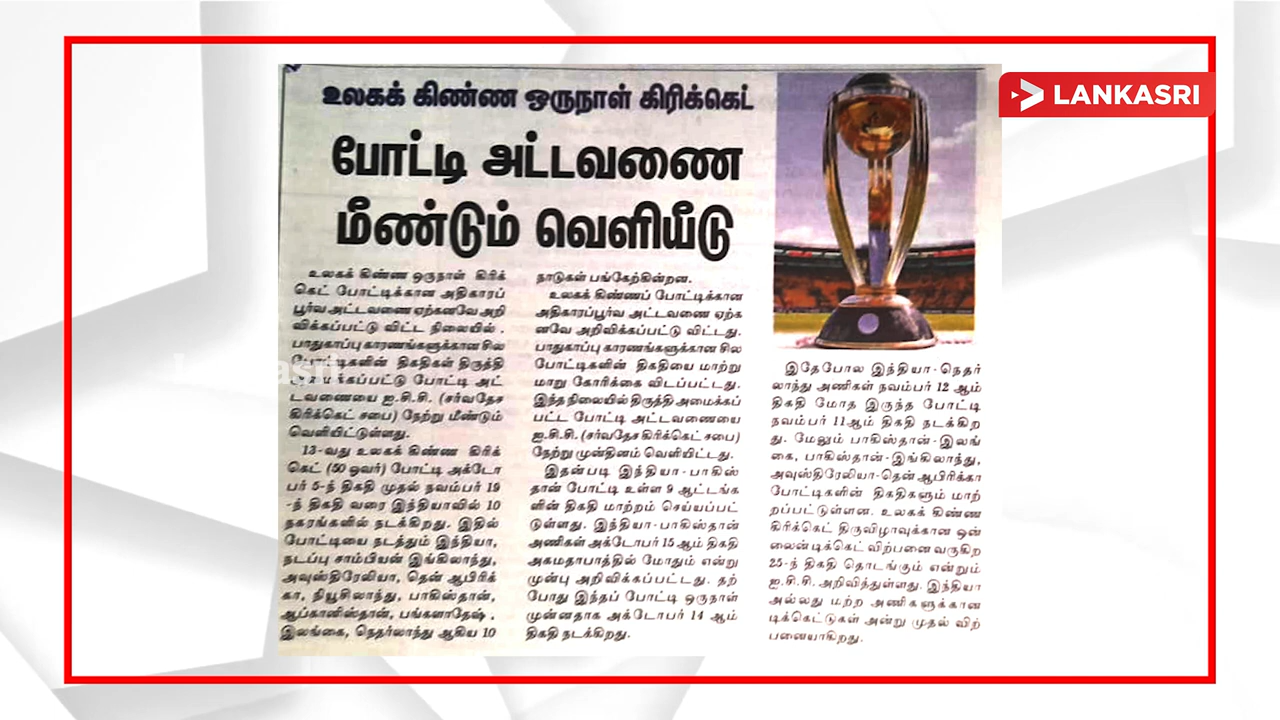 LANKASRI
உலகக் கிண்ண ஒருநாள் கிரிக்கெட்
போட்டி அட்டவணை
மீண்டும் வெளியீடு
உலகக் கிண்ண ஒருநாள் கிரிக்
கெட் போட்டிக்கான அதிகாரப்
பூர்வ அட்டவணை ஏற்கனவே அறி
விக்கப்பட்டு விட்ட நிலையில் .
பாதுகாப்பு காரணங்களுக்கான சில
போட்டிகளின் திகதிகள் திருத்தி
யமைக்கப்பட்டு போட்டி அட்
டவணையை ஐ.சி.சி. (சர்வதேச
கிரிக்கெட் சபை) நேற்று மீண்டும்
வெளியிட்டுள்ளது.
13-வது உலகக் கிண்ண கிரிக்
கெட் (50 ஓவர்) போட்டி அக்டோ
பர் 5-ந் திகதி முதல் நவம்பர் 19
-ந் திகதி வரை இந்தியாவில் 10
நகரங்களில் நடக்கிறது. இதில்
போட்டியை நடத்தும் இந்தியா,
நடப்பு சாம்பியன் இங்கிலாந்து,
அவுஸ்திரேலியா, தென் ஆபிரிக்
கா, நியூசிலாந்து, பாகிஸ்தான்,
ஆப்கானிஸ்தான், பங்களாதேஷ் ,
இலங்கை, நெதர்லாந்து ஆகிய 10
நாடுகள் பங்கேற்கின்றன.
உலகக் கிண்ணப் போட்டிக்கான
அதிகாரப்பூர்வ அட்டவணை ஏற்க
னவே அறிவிக்கப்பட்டு விட்டது.
பாதுகாப்பு காரணங்களுக்கான சில
போட்டிகளின் திகதியை மாற்று
மாறு கோரிக்கை விடப்பட்டது.
இந்த நிலையில் திருத்தி அமைக்கப்
பட்ட போட்டி அட்டவணையை
ஐ.சி.சி. (சர்வதேச கிரிக்கெட் சபை)
நேற்று முன்தினம் வெளியிட்டது.
இதன்படி இந்தியா - பாகிஸ்
தான் போட்டி உள்ள 9 ஆட்டங்க
ளின் திகதி மாற்றம் செய்யப்பட்
டுள்ளது. இந்தியா-பாகிஸ்தான்
அணிகள் அக்டோபர் 15 ஆம் திகதி
அகமதாபாத்தில் மோதும் என்று
முன்பு அறிவிக்கப்பட்டது. தற்
போது இந்தப் போட்டி ஒருநாள்
முன்னதாக அக்டோபர் 14 ஆம்
திகதி நடக்கிறது.
இதேபோல இந்தியா - நெதர்
லாந்து அணிகள் நவம்பர் 12 ஆம்
திகதி மோத இருந்த போட்டி
நவம்பர் 11ஆம் திகதி நடக்கிற
து. மேலும் பாகிஸ்தான்-இலங்
கை, பாகிஸ்தான்-இங்கிலாந்து,
அவுஸ்திரேலியா-தென் ஆபிரிக்கா
போட்டிகளின் திகதிகளும் மாற்
றப்பட்டுள்ளன. உலகக் கிண்ண
கிரிக்கெட் திருவிழாவுக்கான ஒன்
லைன் டிக்கெட் விற்பனை வருகிற
25-ந் திகதி தொடங்கும் என்றும்
ஐ.சி.சி. அறிவித்துள்ளது. இந்தியா
அல்லது மற்ற அணிகளுக்கான
டிக்கெட்டுகள் அன்று முதல் விற்
பனையாகிறது.